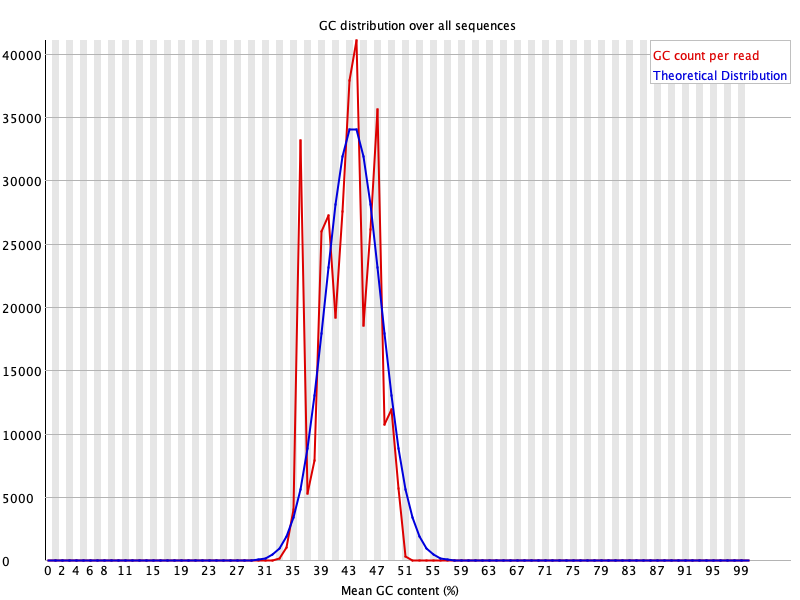 GC distribution over all sequences
GC count per read
Theoretical Distribution
40000
35000
30000
25000
20000
15000
10000
5000
0
0 2 4 6 8 11 15 19 23 27 31 35 39 43 47 51 55 59 63 67 71 75 79 83 87 91 95 99
Mean GC content (%)